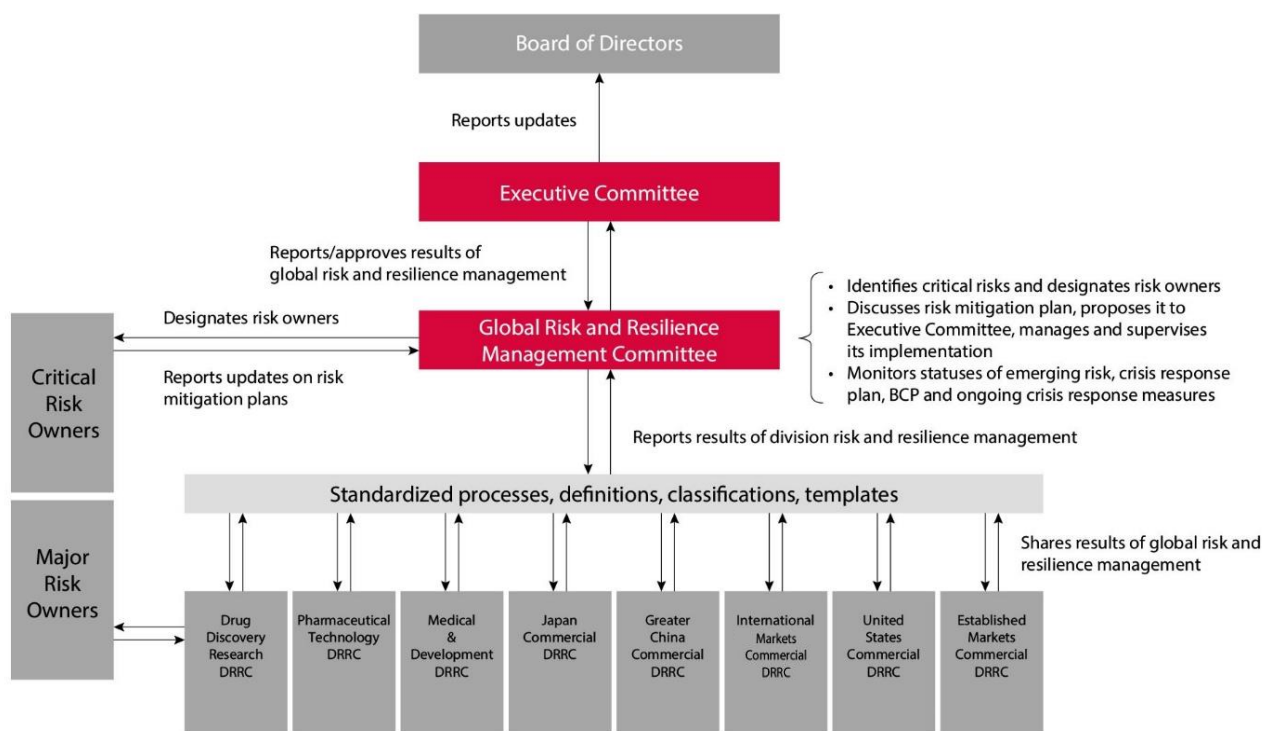 Board of Directors
Reports updates
Executive Committee
Reports/approves results of
global risk and resilience management
Designates risk owners
Global Risk and Resilience
Management Committee
• Identifies critical risks and designates risk owners
• Discusses risk mitigation plan, proposes it to
Executive Committee, manages and supervises
its implementation
• Monitors statuses of emerging risk, crisis response
plan, BCP and ongoing crisis response measures
Critical
Risk
Owners
Reports updates on risk
mitigation plans
Reports results of division risk and resilience management
Standardized processes, definitions, classifications, templates
Major
Risk
Owners
Shares results of global risk and
resilience management
Drug
Discovery
Research
DRRC
Pharmaceutical
Technology
DRRC
Medical
&
Development
DRRC
Japan
Commercial
DRRC
Greater
China
Commercial
DRRC
International
Markets
Commercial
DRRC
United
States
Commercial
DRRC
Established
Markets
Commercial
DRRC